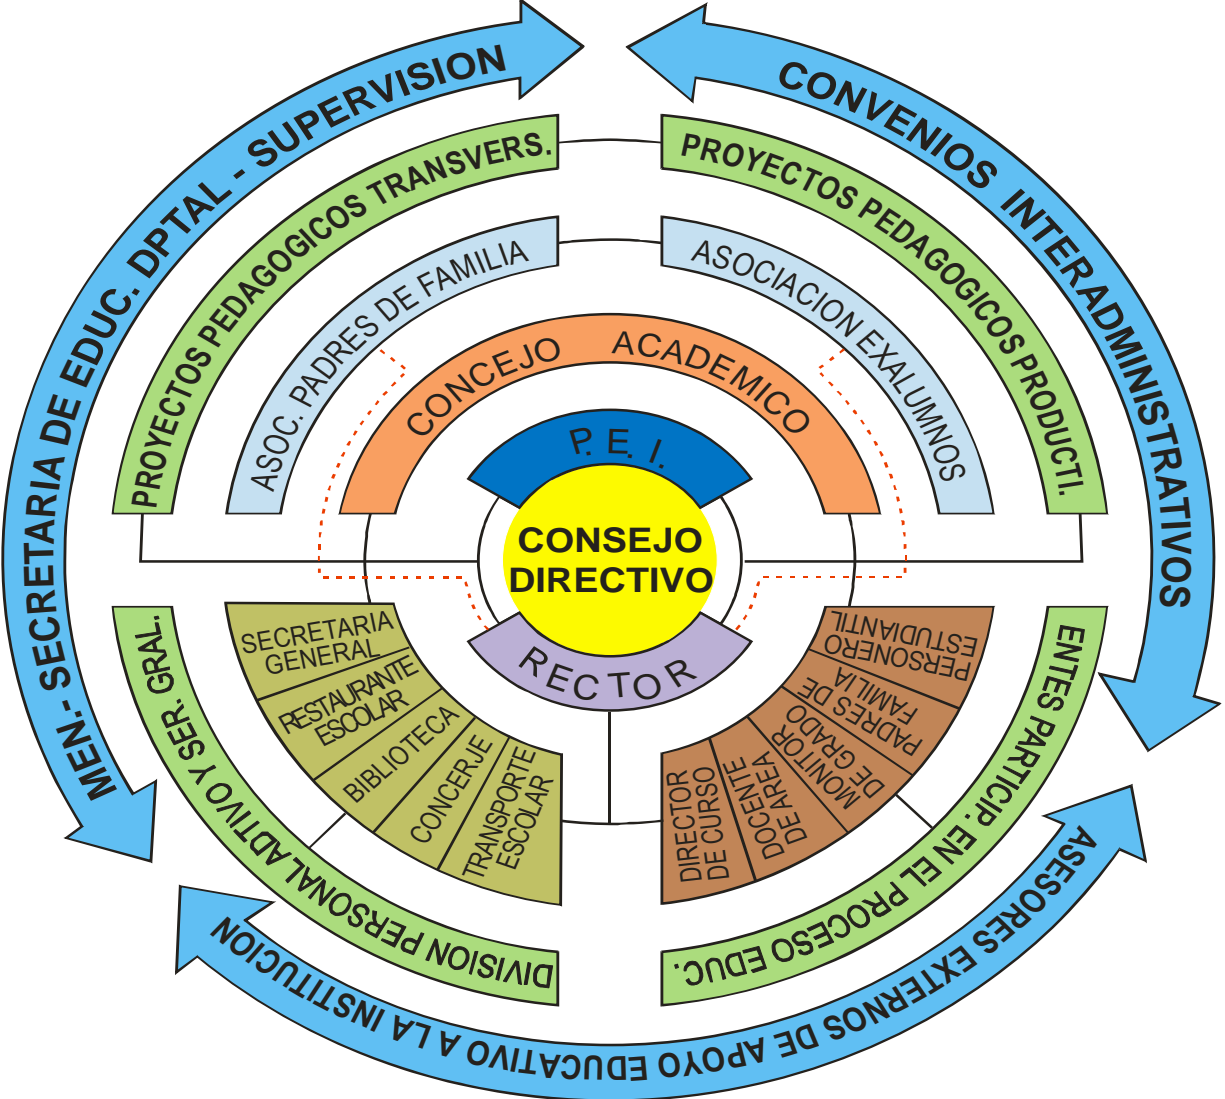 MEN.- SECRETARIA DE EDUC. DPTAL - SUPERVISION
CONVENIOS INTERADMINISTRATIVOS
PROYECTOS PEDAGOGICOS TRANSVERS.
PROYECTOS PEDAGOGICOS PRODUCTI.
ASOC. PADRES DE FAMILIA
ASOCIACION EXALUMNOS
CONCEJO ACADEMICO
P.E.I.
CONSEJO
DIRECTIVO
RECTOR
SECRETARIA
GENERAL
RESTAURANTE
ESCOLAR
BIBLIOTECA
CONCERJE
TRANSPORTE
ESCOLAR
DIRECTOR
DE CURSO
DOCENTE
DE AREA
MONITOR
DE GRADO
PADRES DE
FAMILIA
PERSONERO
ESTUDIANTIL
DIVISION PERSONAL ADTIVO Y SER. GRAL.
ENTES PARTICIP. EN EL PROCESO EDUC.
ASESORES EXTERNOS DE APOYO EDUCATIVO A LA INSTITUCION